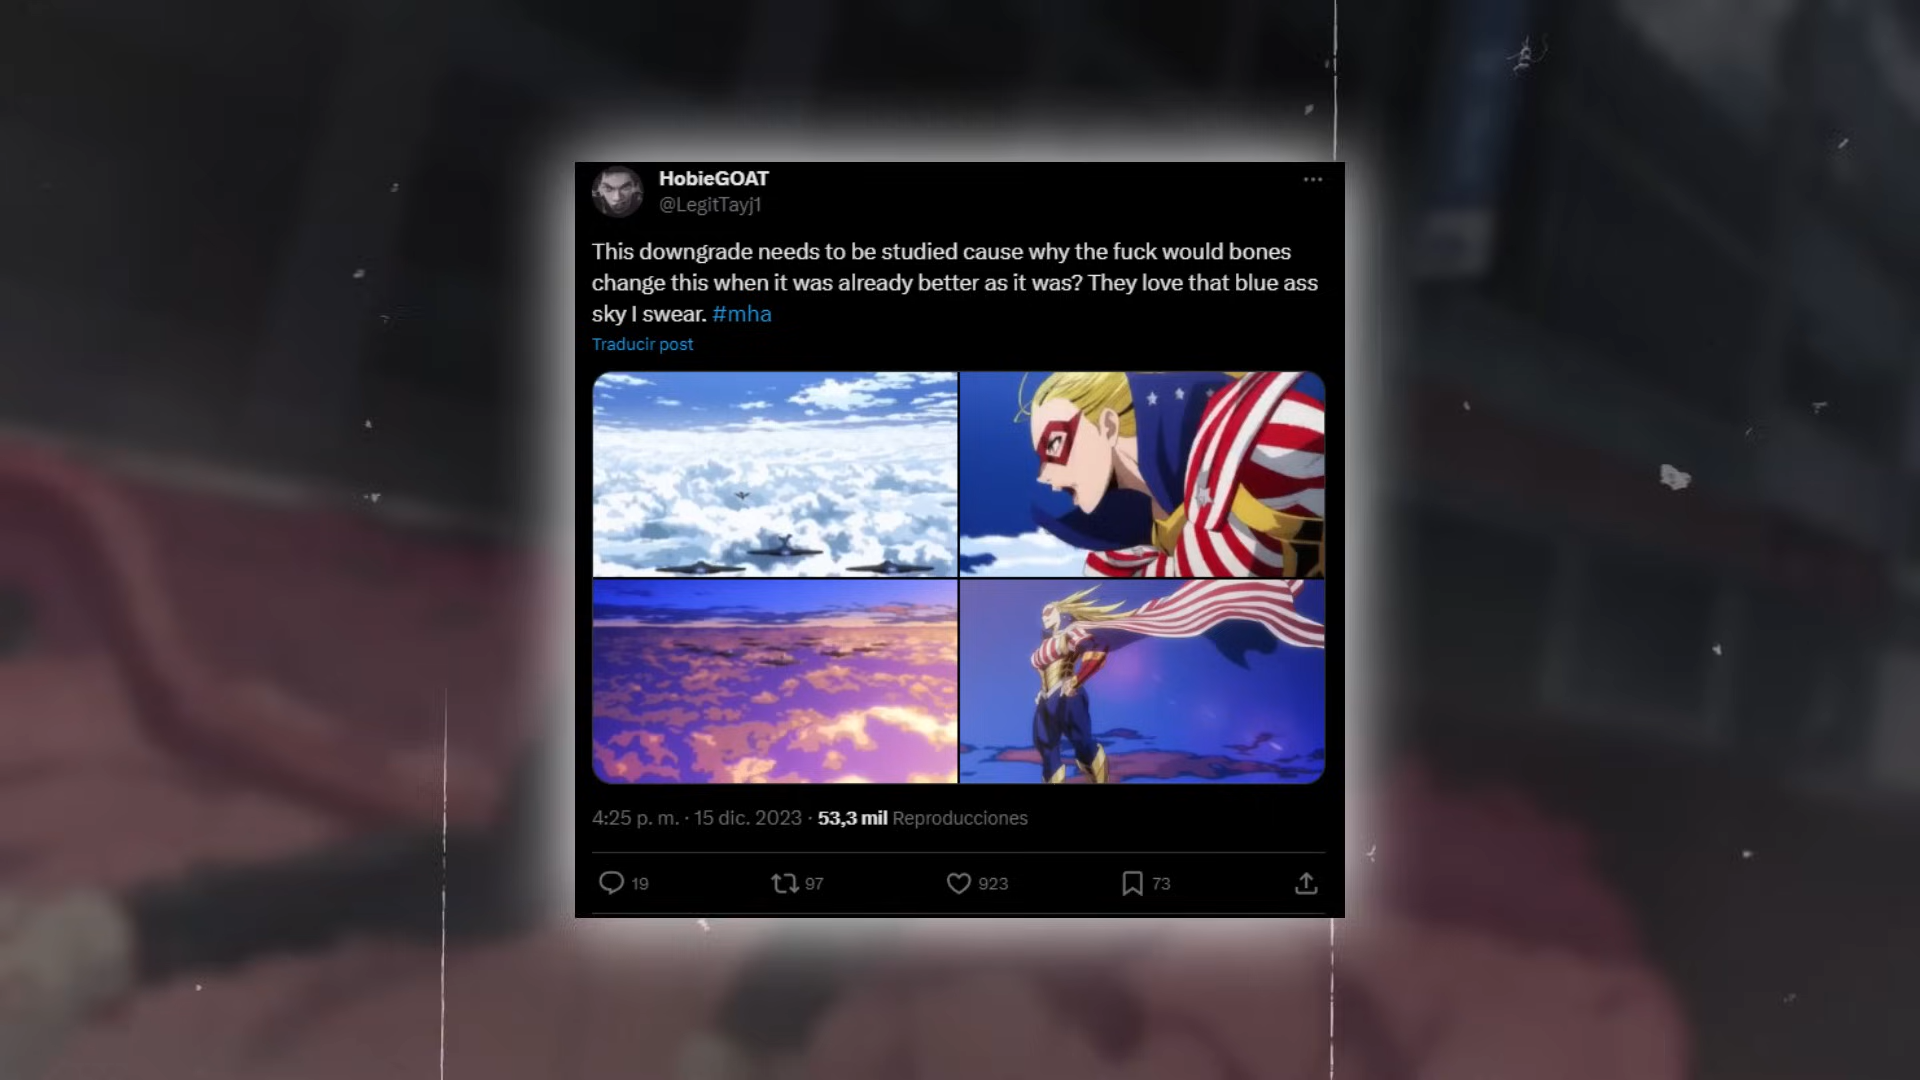 HobieGOAT
@LegitTayj1
This downgrade needs to be studied cause why the fuck would bones
change this when it was already better as it was? They love that blue ass
sky I swear. #mha
Traducir post
4:25 p. m. · 15 dic. 2023 · 53,3 mil Reproducciones
19 97 923 73